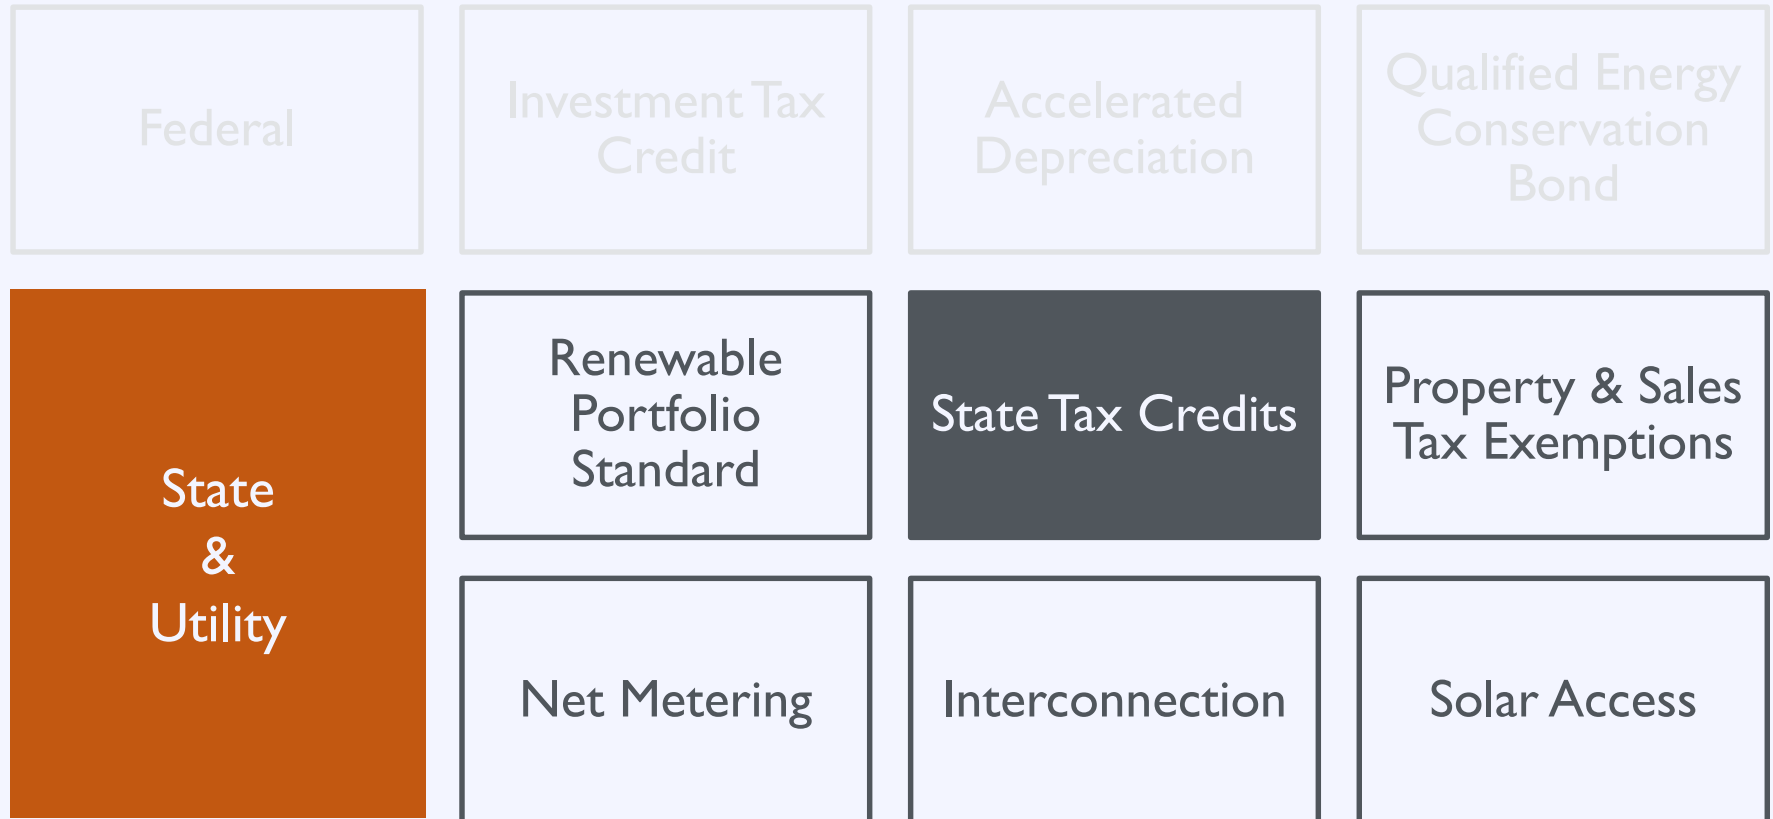 Federal
Investment Tax
Credit
Accelerated
Depreciation
Qualified Energy
Conservation
Bond
State
&
Utility
Renewable
Portfolio
Standard
State Tax Credits
Property & Sales
Tax Exemptions
Net Metering
Interconnection
Solar Access